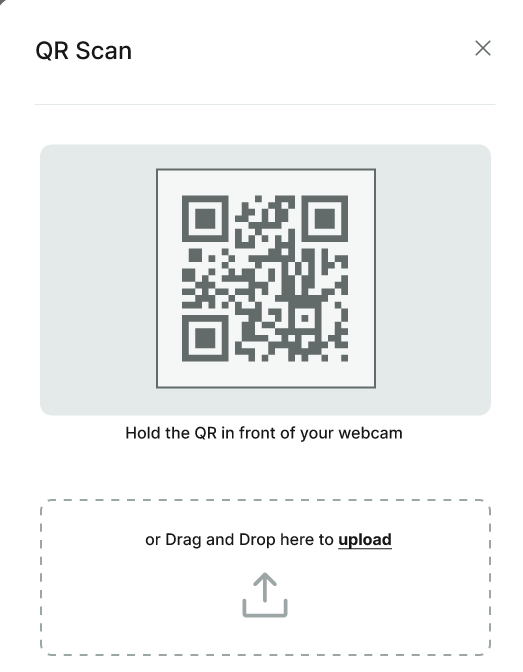 QR Scan
Hold the QR in front of your webcam
or Drag and Drop here to upload